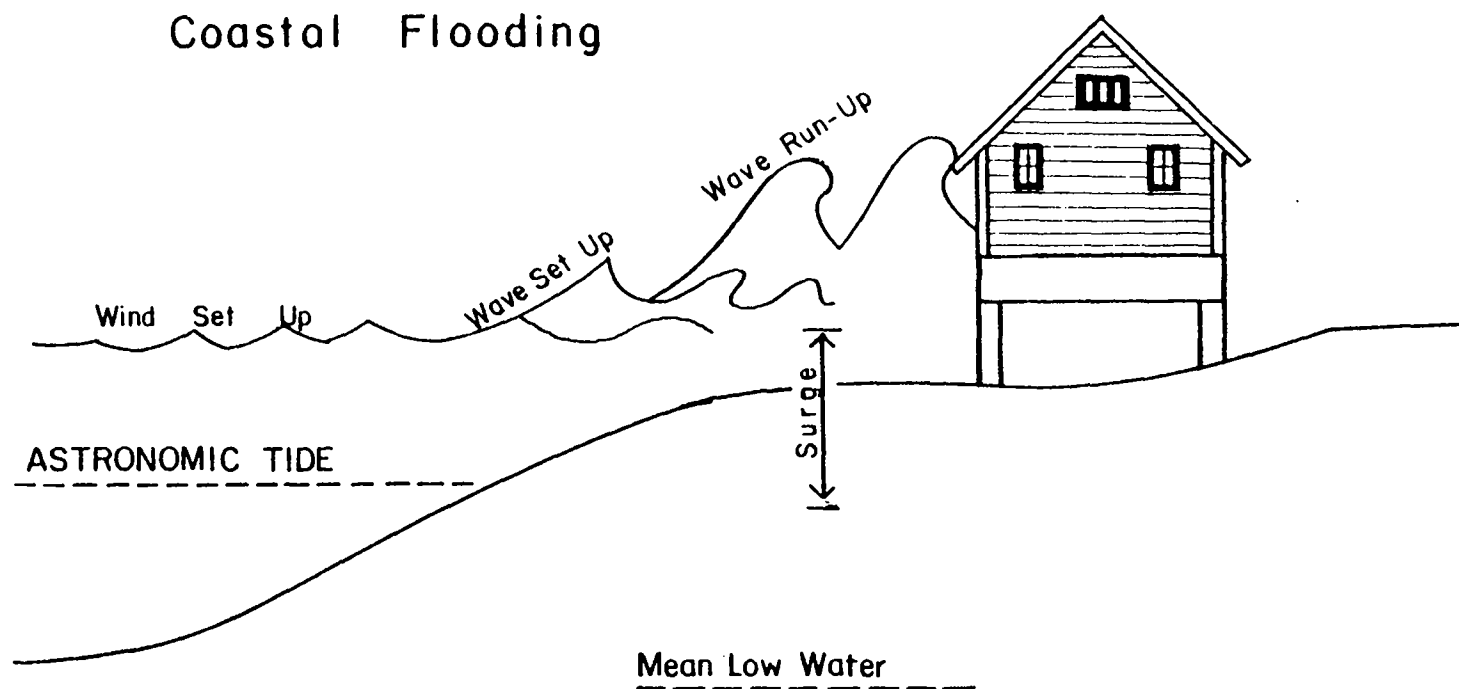 Coastal Flooding
Wave Run-Up
Wave Set Up
Wind Set Up
Surge
ASTRONOMIC TIDE
Mean Low Water